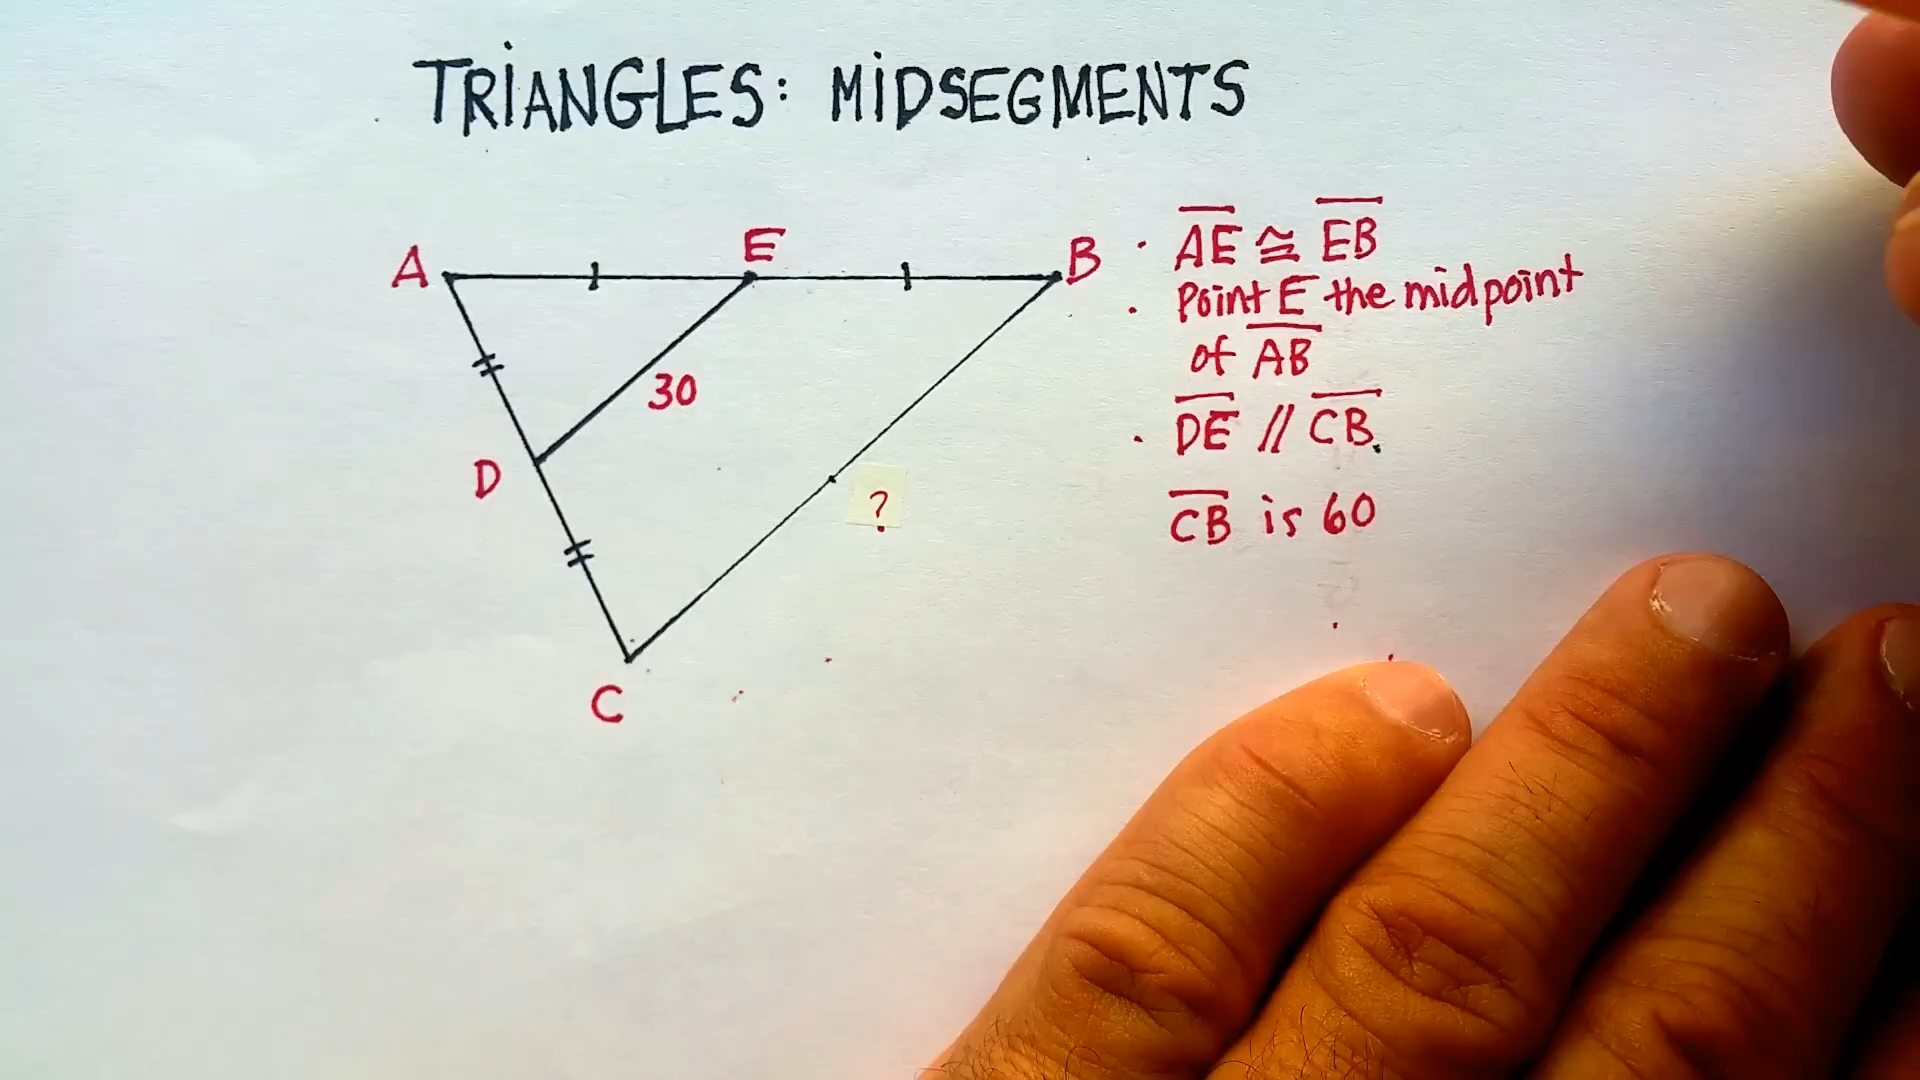 TRIANGLES: MIDSEGMENTS
A
E
B
30
D
?
C
· AE ≅ EB
· Point E the midpoint
of AB
· DE // CB.
CB is 60